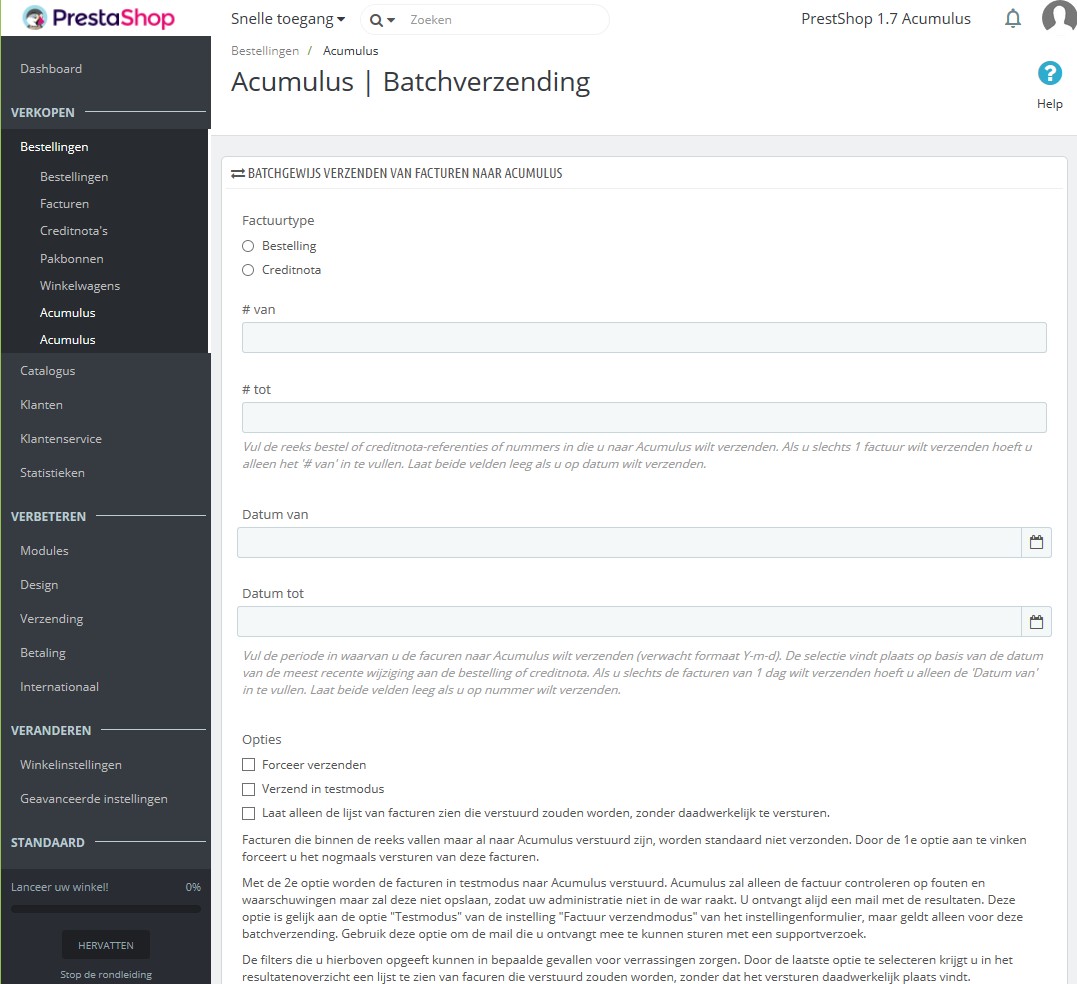 PrestaShop
Snelle toegang
Zoeken
PrestShop 1.7 Acumulus
Bestellingen / Acumulus
Acumulus | Batchverzending
Help
Dashboard
VERKOPEN
Bestellingen
Bestellingen
Facturen
Creditnota's
Pakbonnen
Winkelwagens
Acumulus
Acumulus
Catalogus
Klanten
Klantenservice
Statistieken
VERBETEREN
Modules
Design
Verzending
Betaling
Internationaal
VERANDEREN
Winkelinstellingen
Geavanceerde instellingen
STANDAARD
Lanceer uw winkel! 0%
HERVATTEN
Stop de rondleiding
BATCHGEWIJS VERZENDEN VAN FACTUREN NAAR ACUMULUS
Factuurtype
Bestelling
Creditnota
# van
# tot
Vul de reeks bestel of creditnota-referenties of nummers in die u naar Acumulus wilt verzenden. Als u slechts 1 factuur wilt verzenden hoeft u
alleen het '# van' in te vullen. Laat beide velden leeg als u op datum wilt verzenden.
Datum van
Datum tot
Vul de periode in waarvan u de facuren naar Acumulus wilt verzenden (verwacht formaat Y-m-d). De selectie vindt plaats op basis van de datum
van de meest recente wijziging aan de bestelling of creditnota. Als u slechts de facturen van 1 dag wilt verzenden hoeft u alleen de 'Datum van'
in te vullen. Laat beide velden leeg als u op nummer wilt verzenden.
Opties
Forceer verzenden
Verzend in testmodus
Laat alleen de lijst van facturen zien die verstuurd zouden worden, zonder daadwerkelijk te versturen.
Facturen die binnen de reeks vallen maar al naar Acumulus verstuurd zijn, worden standaard niet verzonden. Door de 1e optie aan te vinken
forceert u het nogmaals versturen van deze facturen.
Met de 2e optie worden de facturen in testmodus naar Acumulus verstuurd. Acumulus zal alleen de factuur controleren op fouten en
waarschuwingen maar zal deze niet opslaan, zodat uw administratie niet in de war raakt. U ontvangt alijd een mail met de resultaten. Deze
optie is gelijk aan de optie "Testmodus" van de instelling "Factuur verzendmodus" van het instellingenformulier, maar geldt alleen voor deze
batchverzending. Gebruik deze optie om de mail die u ontvangt mee te kunnen sturen met een supportverzoek.
De filters die u hierboven opgeeft kunnen in bepaalde gevallen voor verrassingen zorgen. Door de laatste optie te selecteren krijgt u in het
resultatenoverzicht een lijst te zien van facuren die verstuurd zouden worden, zonder dat het versturen daadwerkelijk plaats vindt.